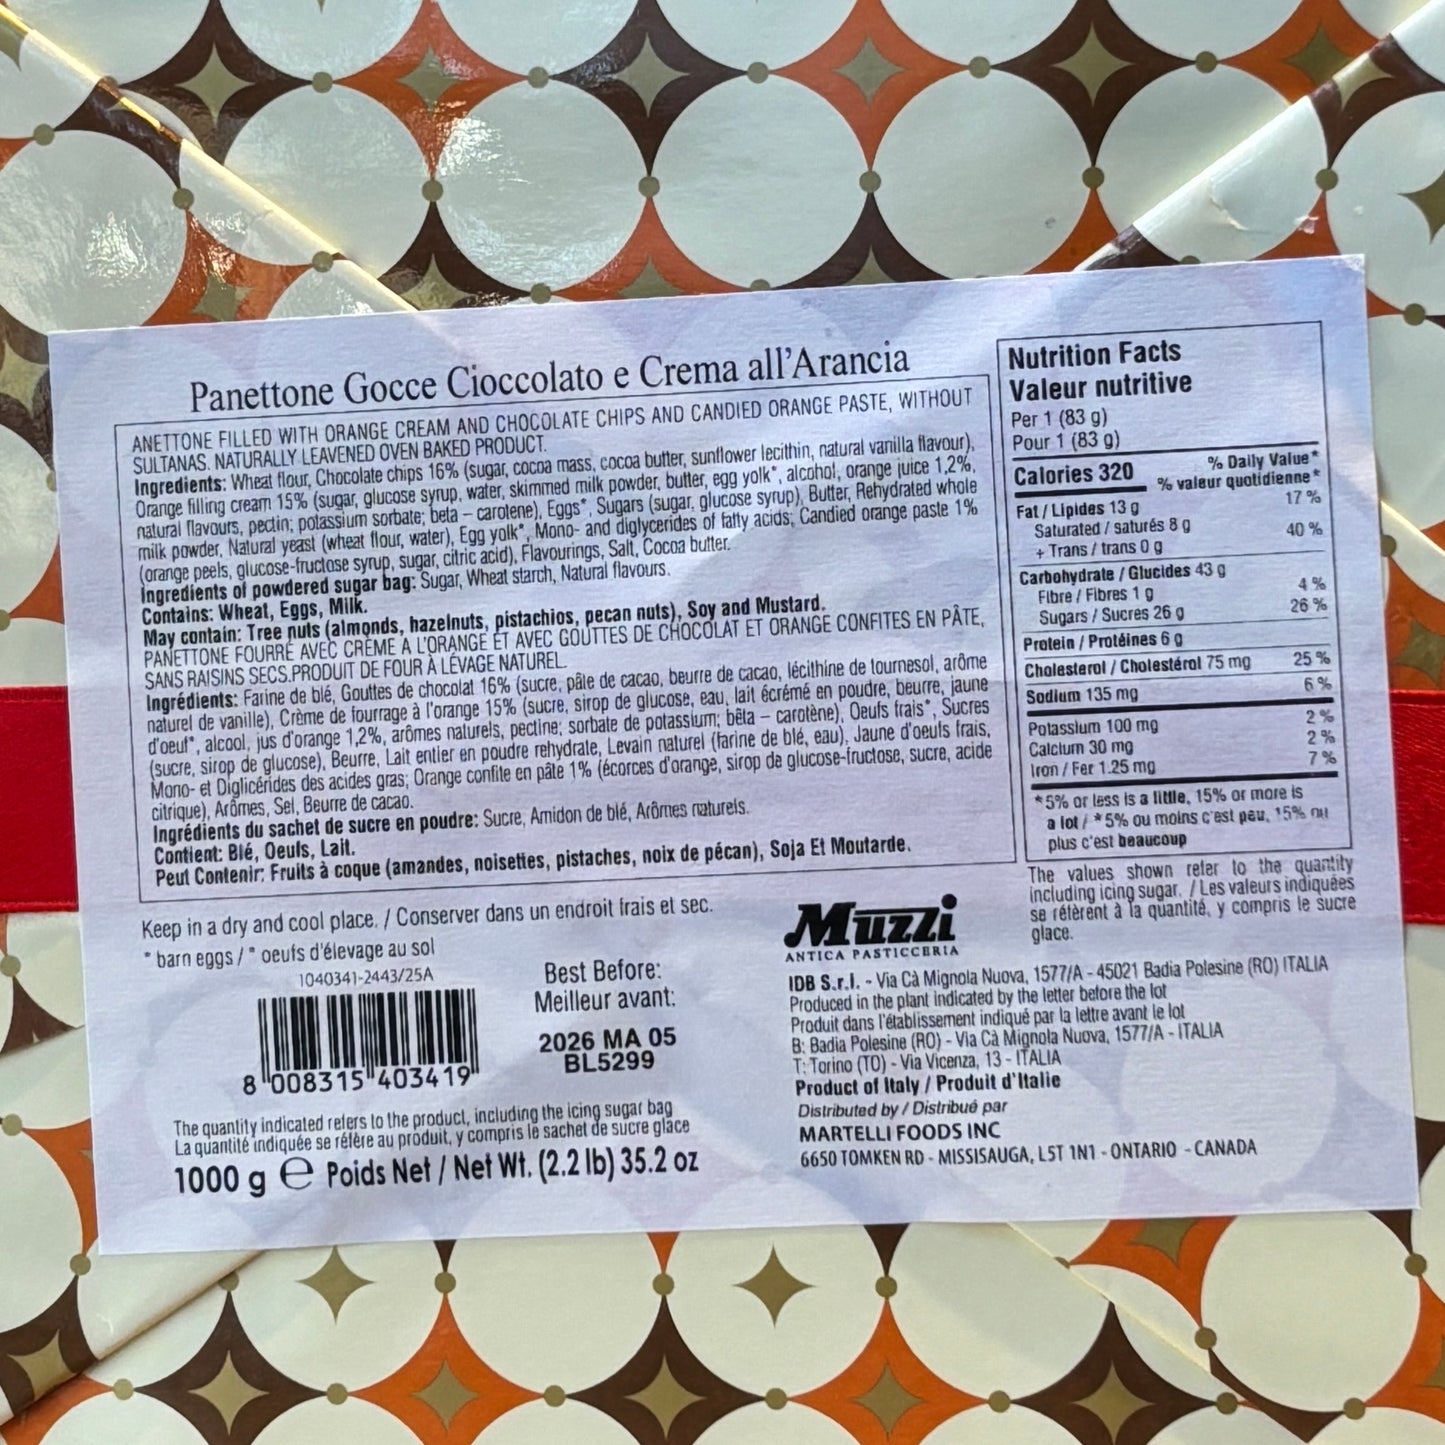 Panettone Gocce Cioccolato e Crema all'Arancia
ANETTONE FILLED WITH ORANGE CREAM AND CHOCOLATE CHIPS AND CANDIED ORANGE PASTE, WITHOUT
SULTANAS. NATURALLY LEAVENED OVEN BAKED PRODUCT.
Ingredients: Wheat flour, Chocolate chips 16% (sugar, cocoa mass, cocoa butter, sunflower lecithin, natural vanilla flavour),
Orange filling cream 15% (sugar, glucose syrup, water, skimmed milk powder, butter, egg yolk*, alcohol, orange juice 1,2%,
natural flavours, pectin; potassium sorbate; beta – carotene), Eggs*, Sugars (sugar, glucose syrup), Butter, Rehydrated whole
milk powder, Natural yeast (wheat flour, water), Egg yolk*, Mono- and diglycerides of fatty acids; Candied orange paste 1%
(orange peels, glucose-fructose syrup, sugar, citric acid), Flavourings, Salt, Cocoa butter.
Ingredients of powdered sugar bag: Sugar, Wheat starch, Natural flavours.
Contains: Wheat, Eggs, Milk.
May contain: Tree nuts (almonds, hazelnuts, pistachios, pecan nuts), Soy and Mustard.
PANETTONE FOURRÉ AVEC CRÈME A L'ORANGE ET AVEC GOUTTES DE CHOCOLAT ET ORANGE CONFITES EN PÂTE,
SANS RAISINS SECS.PRODUIT DE FOUR À LÉVAGE NATUREL.
Ingrédients: Farine de blé, Gouttes de chocolat 16% (sucre, pâle de cacao, beurre de cacao, lécithine de tournesol, arôme
naturel de vanille), Crème de fourrage à l'orange 15% (sucre, sirop de glucose, eau, lait écrémé en poudre, beurre, jaune
d'oeuf*, alcool, jus d'orange 1,2%, arômes naturels, pectine; sorbate de potassium; bêta – carotène), Oeufs frais*, Sucres
(sucre, sirop de glucose), Beurre, Lait entier en poudre rehydrate, Levain naturel (farine de blé, eau), Jaune d'oeufs frais,
Mono- et Diglicérides des acides gras; Orange confite en pâte 1% (écorces d'orange, sirop de glucose-fructose, sucre, acide
citrique), Arômes, Sel, Beurre de cacao.
Ingrédients du sachet de sucre en poudre: Sucre, Amidon de blé, Arômes naturels.
Contient: Blé, Oeufs, Lait.
Peut Contenir: Fruits à coque (amandes, noisettes, pistaches, noix de pécan), Soja Et Moutarde.
Keep in a dry and cool place. / Conserver dans un endroit frais et sec.
* barn eggs / * oeufs d'élevage au sol
1040341-2443/25A
8 008315 403419
Best Before:
Meilleur avant:
2026 MA 05
BL5299
The quantity indicated refers to the product, including the icing sugar bag
La quantité indiquée se réfère au produit, y compris le sachet de sucre glace
1000 g ℮ Poids Net / Net Wt. (2.2 lb) 35.2 oz
Nutrition Facts
Valeur nutritive
Per 1 (83 g)
Pour 1 (83 g)
Calories 320
% Daily Value*
% valeur quotidienne*
Fat / Lipides 13 g 17 %
Saturated / saturés 8 g 40 %
+ Trans / trans 0 g
Carbohydrate / Glucides 43 g
Fibre / Fibres 1 g 4 %
Sugars / Sucres 26 g 26 %
Protein / Protéines 6 g
Cholesterol / Cholestérol 75 mg 25 %
Sodium 135 mg 6 %
Potassium 100 mg 2 %
Calcium 30 mg 2 %
Iron / Fer 1.25 mg 7 %
*5% or less is a little, 15% or more is
a lot / *5% ou moins c'est peu, 15% ou
plus c'est beaucoup
The values shown refer to the quantity
including icing sugar. / Les valeurs indiquées
se réfèrent à la quantité, y compris le sucre
glace.
Muzzi
ANTICA PASTICCERIA
IDB S.r.l. - Via Cà Mignola Nuova, 1577/A - 45021 Badia Polesine (RO) ITALIA
Produced in the plant indicated by the letter before the lot
Produit dans l'établissement indiqué par la lettre avant le lot
B: Badia Polesine (RO) - Via Cà Mignola Nuova, 1577/A - ITALIA
T: Torino (TO) - Via Vicenza, 13 - ITALIA
Product of Italy / Produit d'Italie
Distributed by / Distribué par
MARTELLI FOODS INC
6650 TOMKEN RD - MISSISAUGA, L5T 1N1 - ONTARIO - CANADA